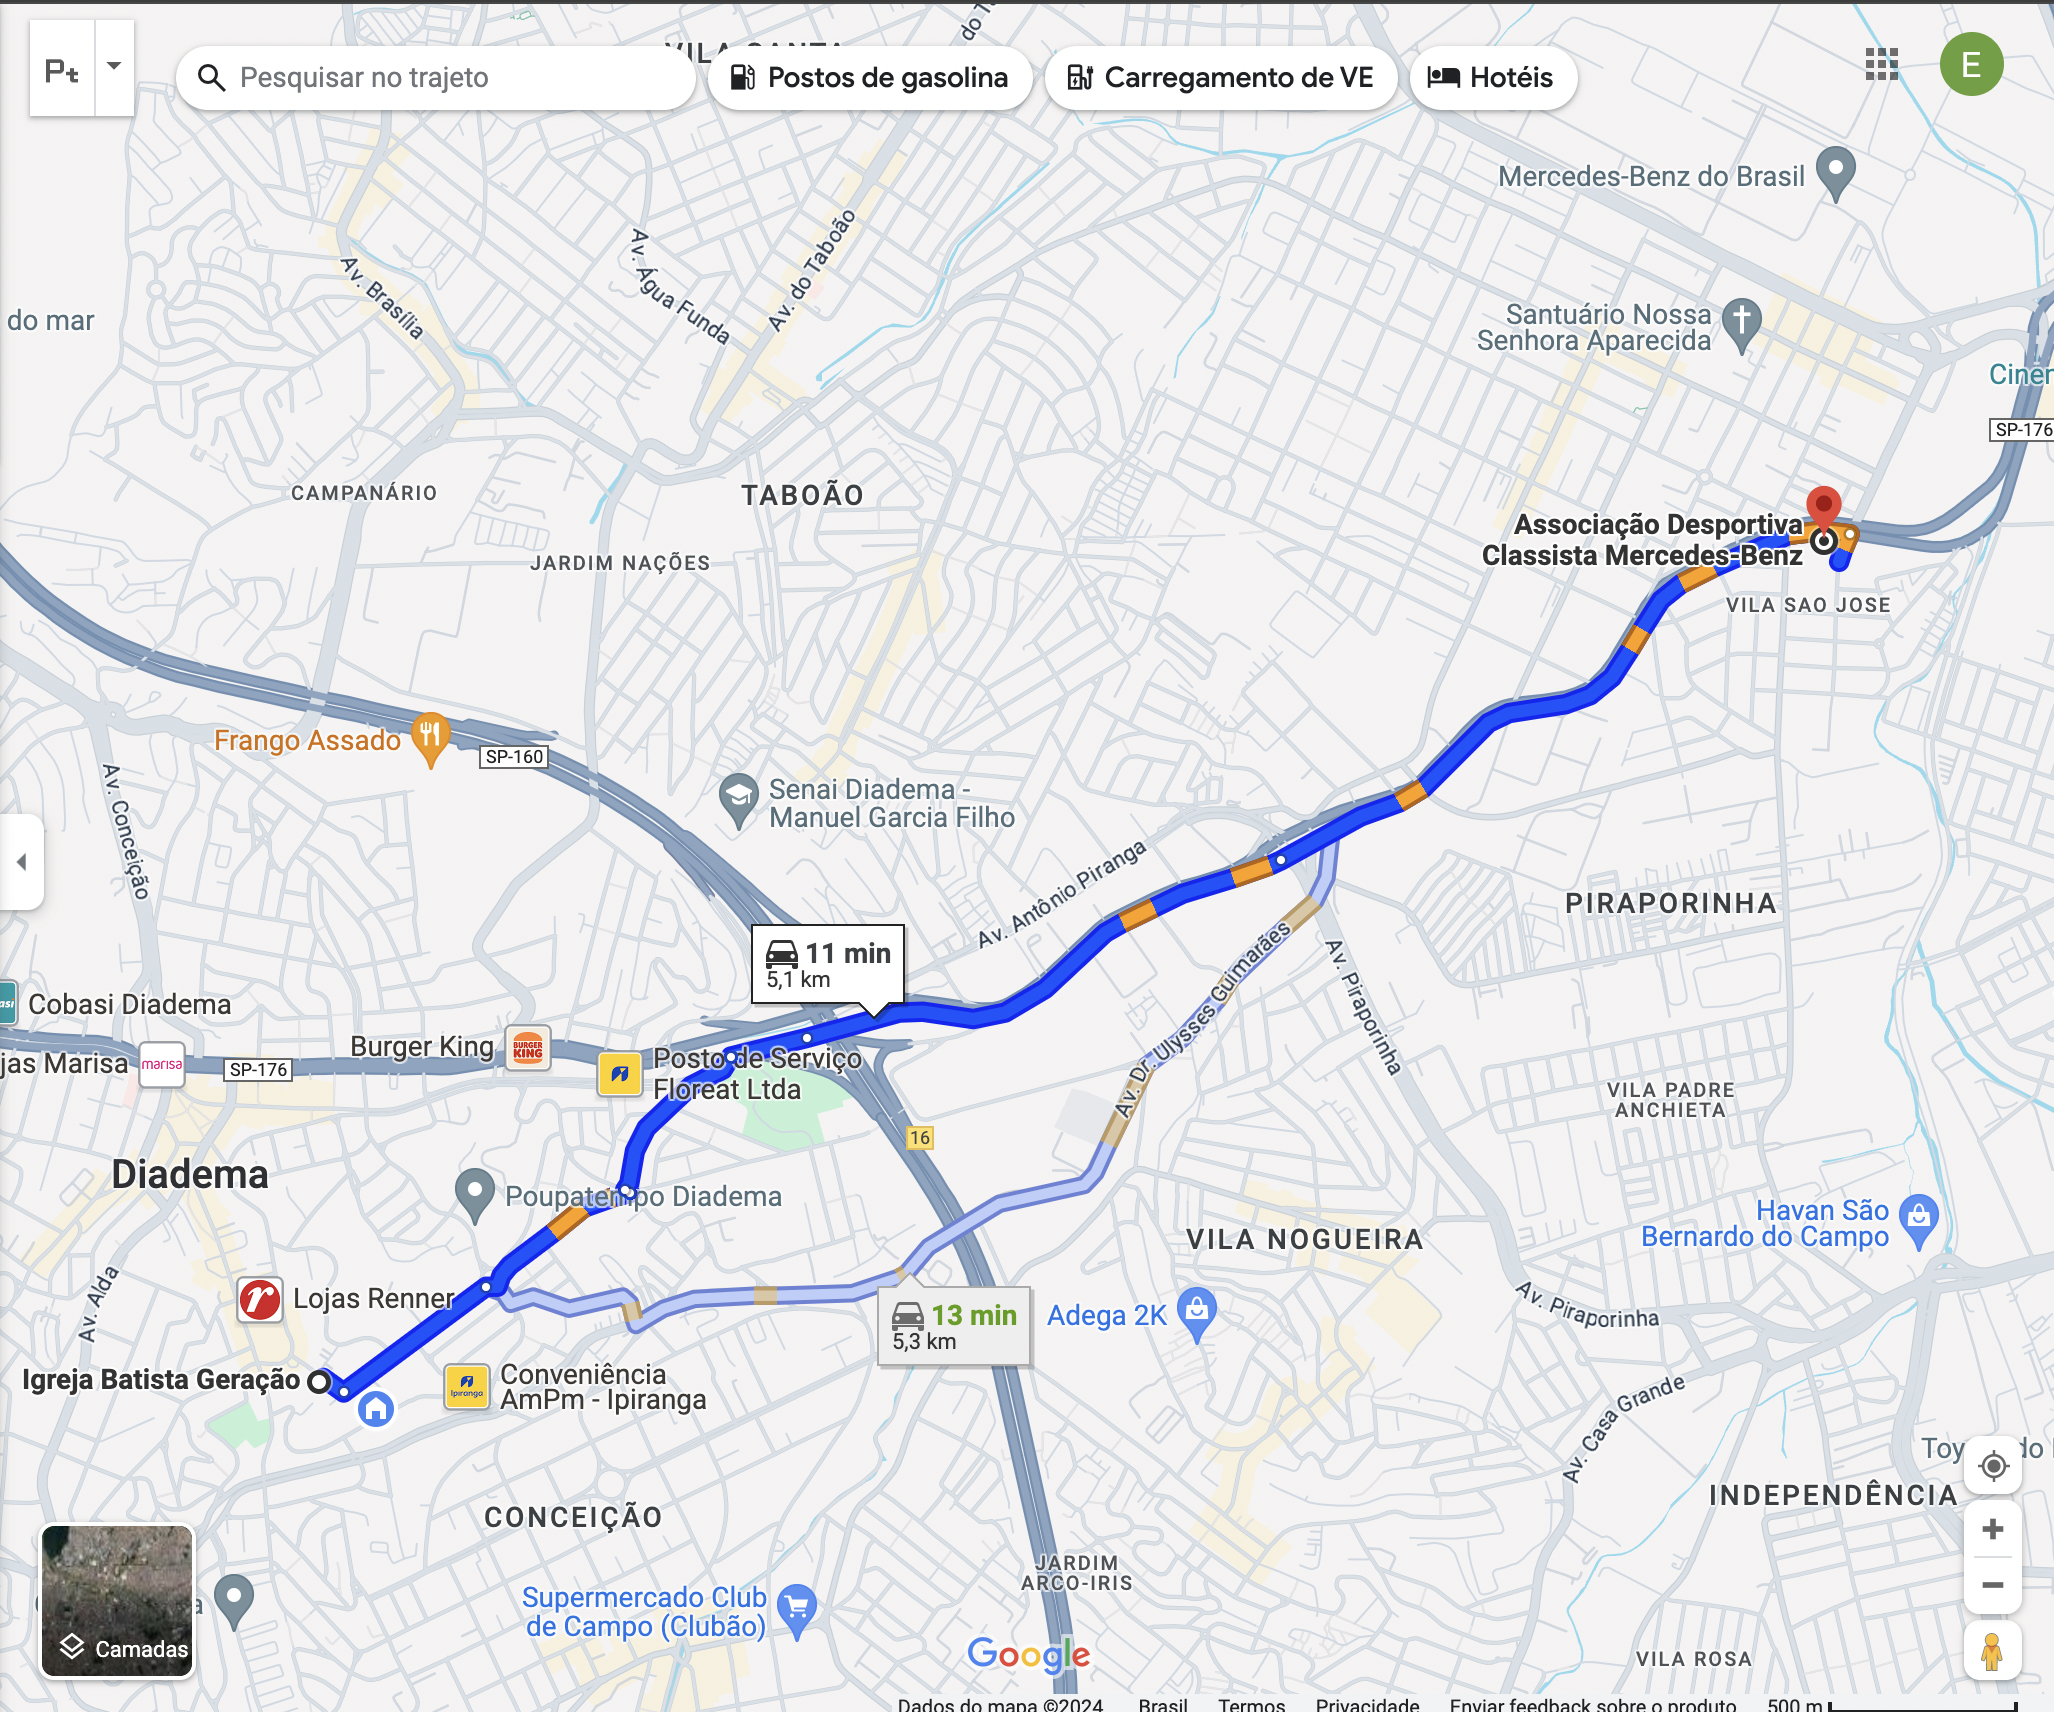 VILA SANTA
do T
Pesquisar no trajeto
Postos de gasolina
Carregamento de VE
Hotéis
E
Mercedes-Benz do Brasil
Av. do Taboão
Av. Água Funda
Av. Brasília
do mar
Santuário Nossa
Senhora Aparecida
Ciner
SP-176
CAMPANÁRIO
TABOÃO
JARDIM NAÇÕES
Associação Desportiva
Classista Mercedes-Benz
VILA SAO JOSE
Frango Assado
SP-160
Av. Conceição
Senai Diadema -
Manuel Garcia Filho
Av. Antônio Piranga
PIRAPORINHA
11 min
5,1 km
Av. Dr. Ulysses Guimarães
Av. Piraporinha
Cobasi Diadema
Burger King
BURGER
KING
jas Marisa
marisa
SP-176
Posto de Serviço
Floreat Ltda
VILA PADRE
ANCHIETA
16
Diadema
Poupatempo Diadema
VILA NOGUEIRA
Havan São
Bernardo do Campo
Av. Alda
Lojas Renner
13 min
5,3 km
Adega 2K
Av. Piraporinha
Igreja Batista Geração
Ipiranga
Conveniência
AmPm - Ipiranga
Av. Casa Grande
Toy
do
INDEPENDÊNCIA
CONCEIÇÃO
JARDIM
ARCO-IRIS
Supermercado Club
de Campo (Clubão)
a
Camadas
Google
VILA ROSA
Dados do mapa ©2024
Brasil
Termos
Privacidade
Enviar feedback sobre o produto
500 m